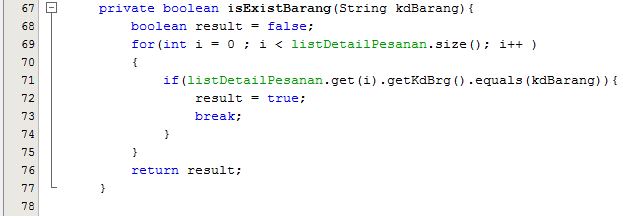 67 private boolean isExistBarang(String kdBarang){
68 boolean result = false;
69 for(int i = 0 ; i < listDetailPesanan.size(); i++ )
70 {
71 if(listDetailPesanan.get(i).getKdBrg().equals(kdBarang)){
72 result = true;
73 break;
74 }
75 }
76 return result;
77 }
78